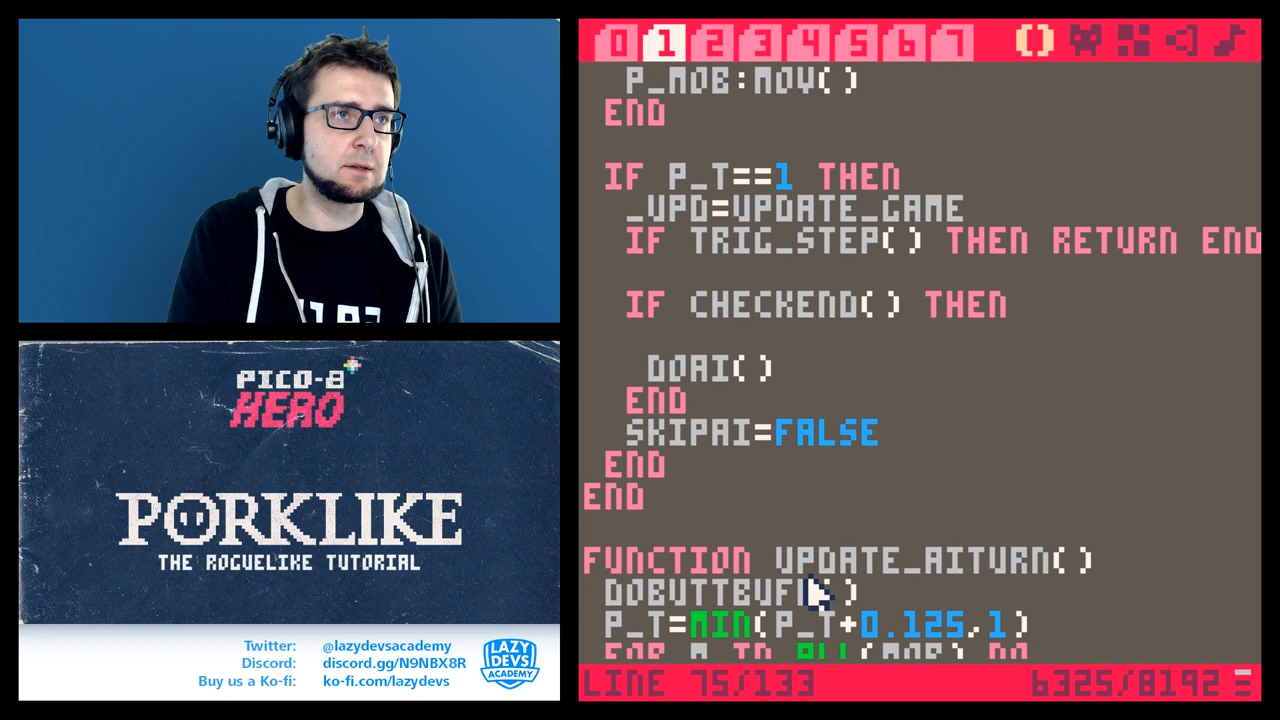 0 1 2 3 4 5 6 7
P_MOB:MOV()
END
IF P_T==1 THEN
_UPD=UPDATE_GAME
IF TRIG_STEP() THEN RETURN END
IF CHECKEND() THEN
DOAI()
END
SKIPAI=FALSE
END
END
FUNCTION UPDATE_AITURN()
DOBUTTBUFF()
P_T=MIN(P_T+0.125,1)
LINE 75/133
6325/8192
PICO-8
HERO
PORKLIKE
THE ROGUELIKE TUTORIAL
Twitter: @lazydevsacademy
Discord: discord.gg/N9NBX8R
Buy us a Ko-fi: ko-fi.com/lazydevs
LAZY
DEVS
ACADEMY